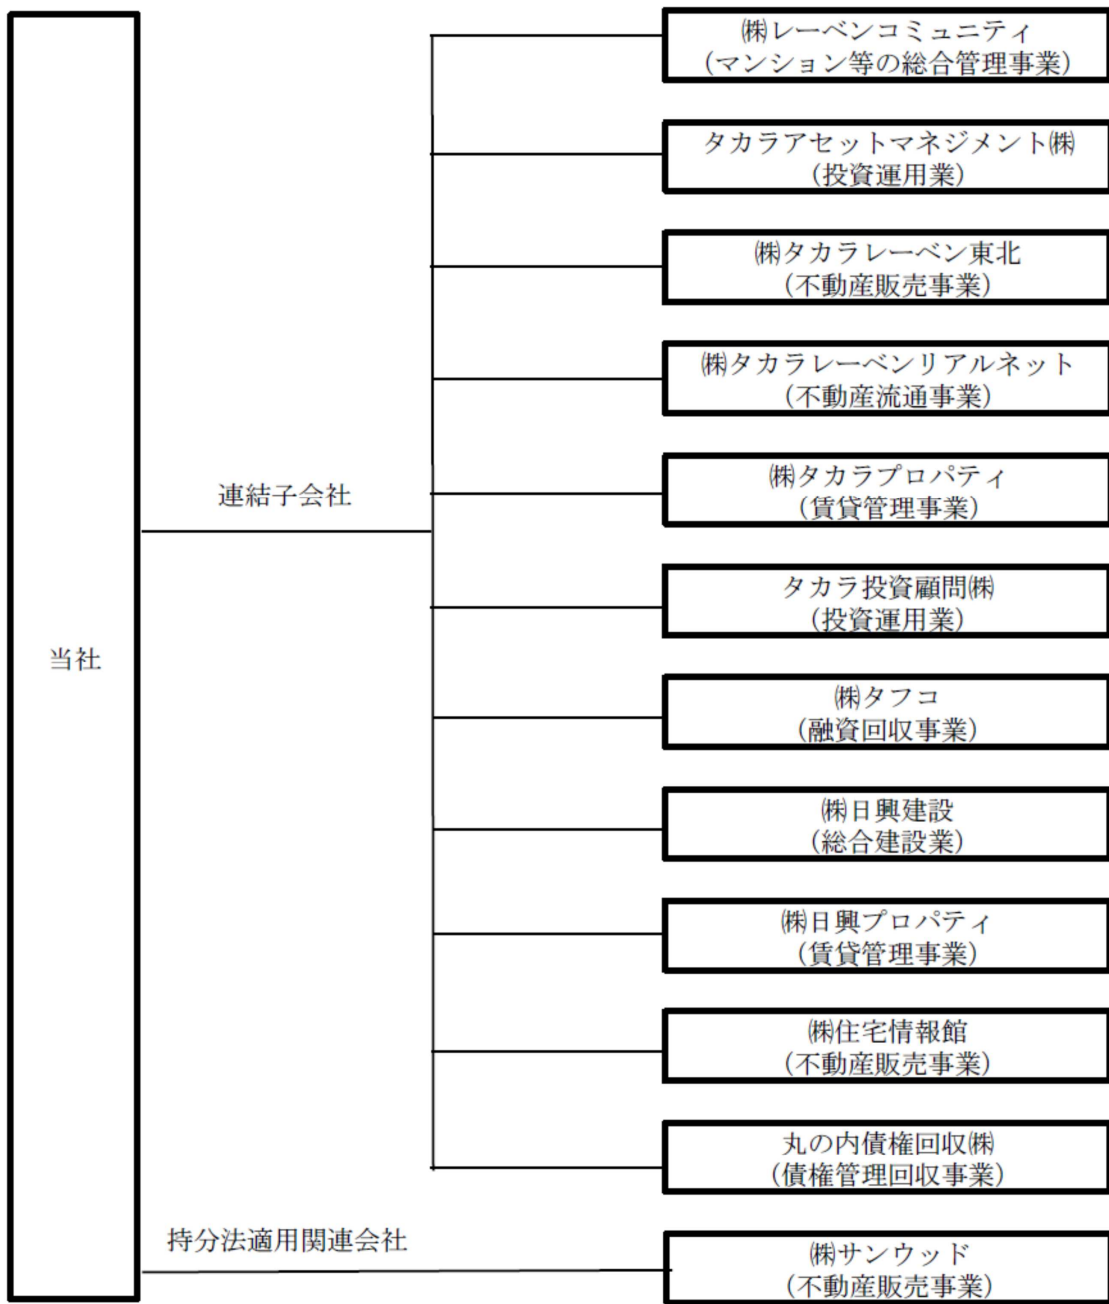 当社
連結子会社
㈱レーベンコミュニティ
(マンション等の総合管理事業)
タカラアセットマネジメント㈱
(投資運用業)
㈱タカラレーベン東北
(不動産販売事業)
㈱タカラレーベンリアルネット
(不動産流通事業)
㈱タカラプロパティ
(賃貸管理事業)
タカラ投資顧問㈱
(投資運用業)
㈱タフコ
(融資回収事業)
㈱日興建設
(総合建設業)
㈱日興プロパティ
(賃貸管理事業)
㈱住宅情報館
(不動産販売事業)
丸の内債権回収㈱
(債権管理回収事業)
持分法適用関連会社
㈱サンウッド
(不動産販売事業)